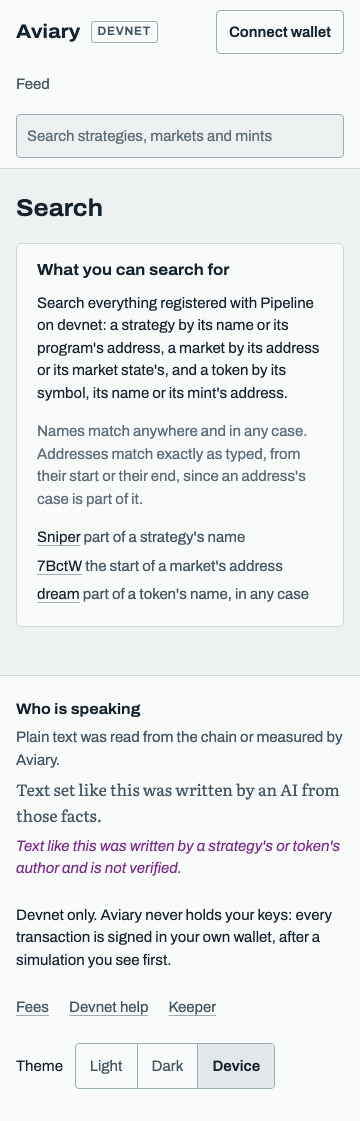 Aviary DEVNET Connect wallet
Feed
Search strategies, markets and mints
Search
What you can search for
Search everything registered with Pipeline
on devnet: a strategy by its name or its
program's address, a market by its address
or its market state's, and a token by its
symbol, its name or its mint's address.
Names match anywhere and in any case.
Addresses match exactly as typed, from
their start or their end, since an address's
case is part of it.
Sniper part of a strategy's name
7BctW the start of a market's address
dream part of a token's name, in any case
Who is speaking
Plain text was read from the chain or measured by
Aviary.
Text set like this was written by an AI from
those facts.
Text like this was written by a strategy's or token's
author and is not verified.
Devnet only. Aviary never holds your keys: every
transaction is signed in your own wallet, after a
simulation you see first.
Fees Devnet help Keeper
Theme Light Dark Device